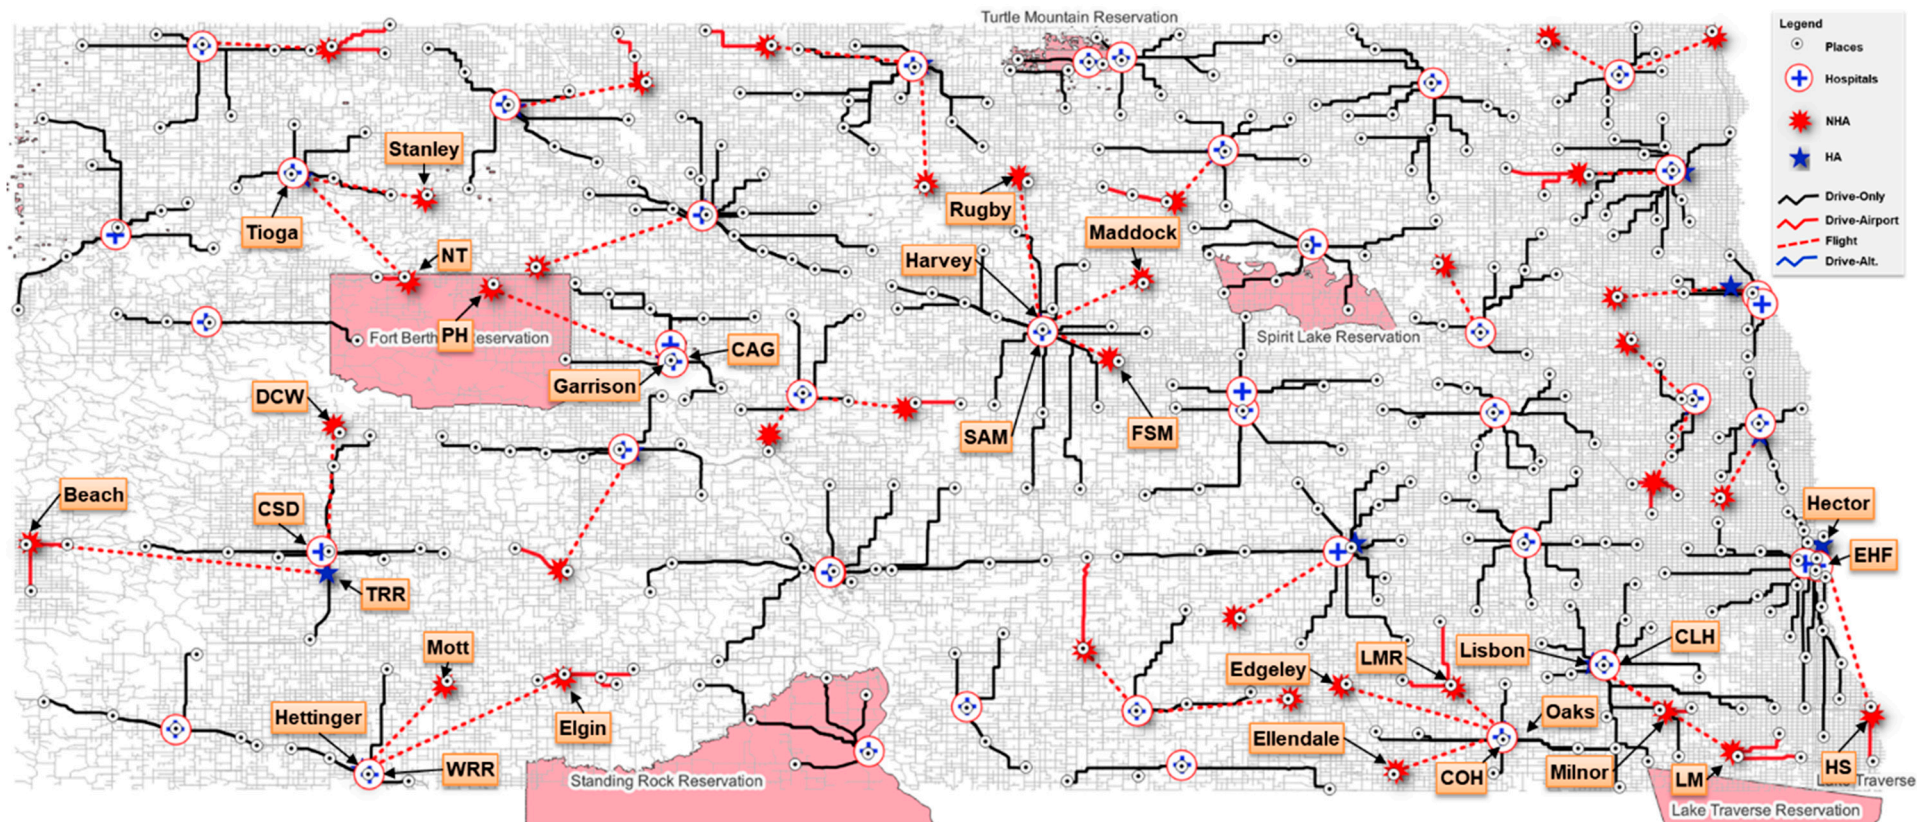 Turtle Mountain Reservation
Legend
Places
Hospitals
NHA
HA
Drive-Only
Drive-Airport
Flight
Drive-Alt.
Stanley
Tioga
Rugby
Maddock
NT
Harvey
PH
Fort Berth
eservation
Spirit Lake Reservation
CAG
Garrison
DCW
SAM
FSM
Beach
CSD
Hector
EHF
TRR
Mott
Edgeley
LMR
Lisbon
CLH
Hettinger
Elgin
Oaks
Ellendale
WRR
COH
Milnor
LM
HS
Standing Rock Reservation
Traverse
Lake Traverse Reservation